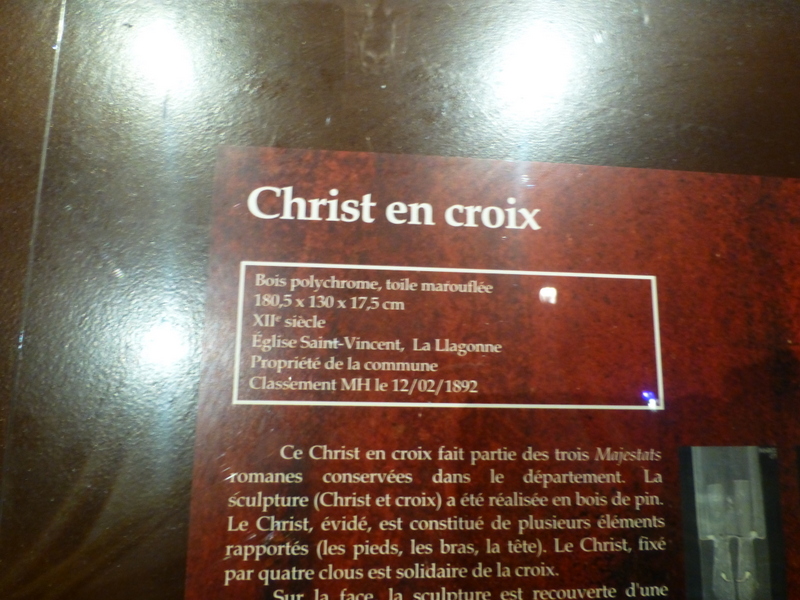 Christ en croix
Bois polychrome, toile marouflée
180,5 x 130 x 17,5 cm
XIIe siècle
Église Saint-Vincent, La Llagonne
Propriété de la commune
Classement MH le 12/02/1892
Ce Christ en croix fait partie des trois Majestats
romanes conservées dans le département. La
sculpture (Christ et croix) a été réalisée en bois de pin.
Le Christ, évidé, est constitué de plusieurs éléments
rapportés (les pieds, les bras, la tête). Le Christ, fixé
par quatre clous est solidaire de la croix.
Sur la face, la sculpture est recouverte d'une